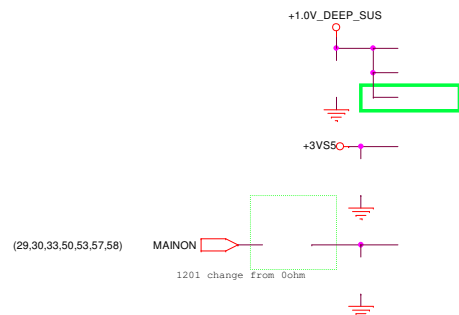 +1.0V_DEEP_SUS
+3VS5
(29,30,33,50,53,57,58) MAINON
1201 change from 0ohm